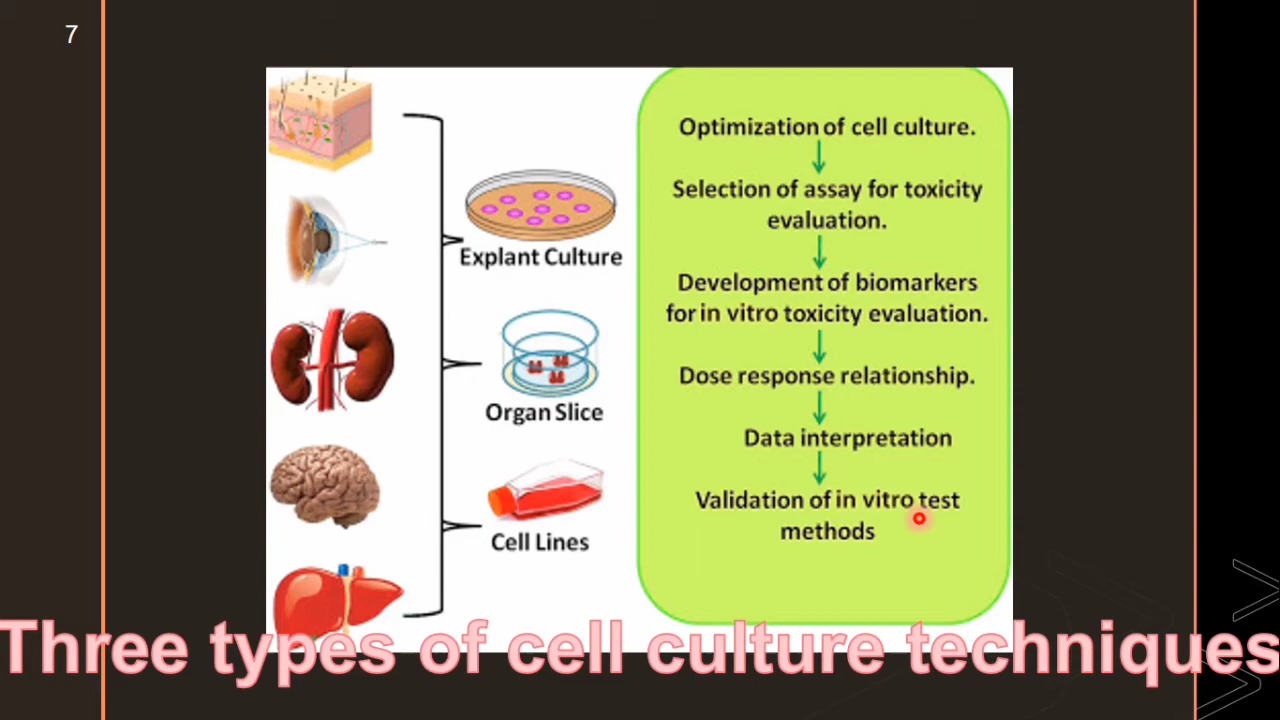 7
Explant Culture
Organ Slice
Cell Lines
Optimization of cell culture.
Selection of assay for toxicity
evaluation.
Development of biomarkers
for in vitro toxicity evaluation.
Dose response relationship.
Data interpretation
Validation of in vitro test
methods
Three types of cell culture techniques